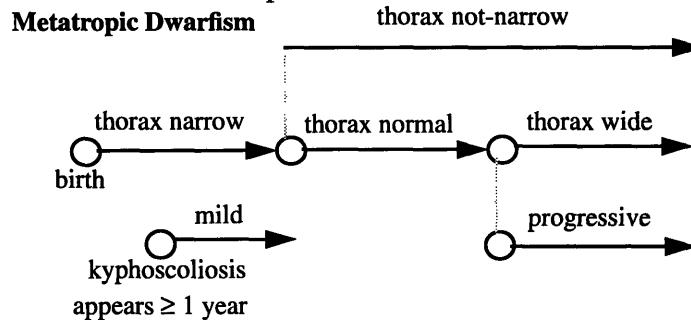 Metatropic Dwarfism
thorax not-narrow
thorax narrow
thorax normal
thorax wide
birth
mild
progressive
kyphoscoliosis
appears ≥ 1 year